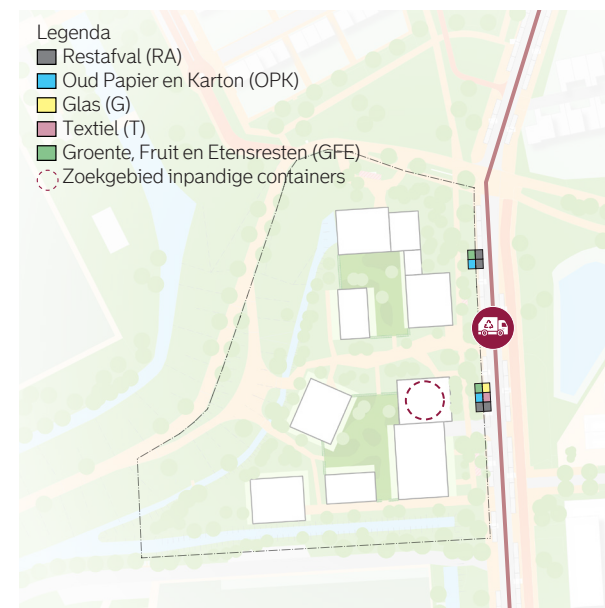 Legenda
Restafval (RA)
Oud Papier en Karton (OPK)
Glas (G)
Textiel (T)
Groente, Fruit en Etensresten (GFE)
Zoekgebied inpandige containers